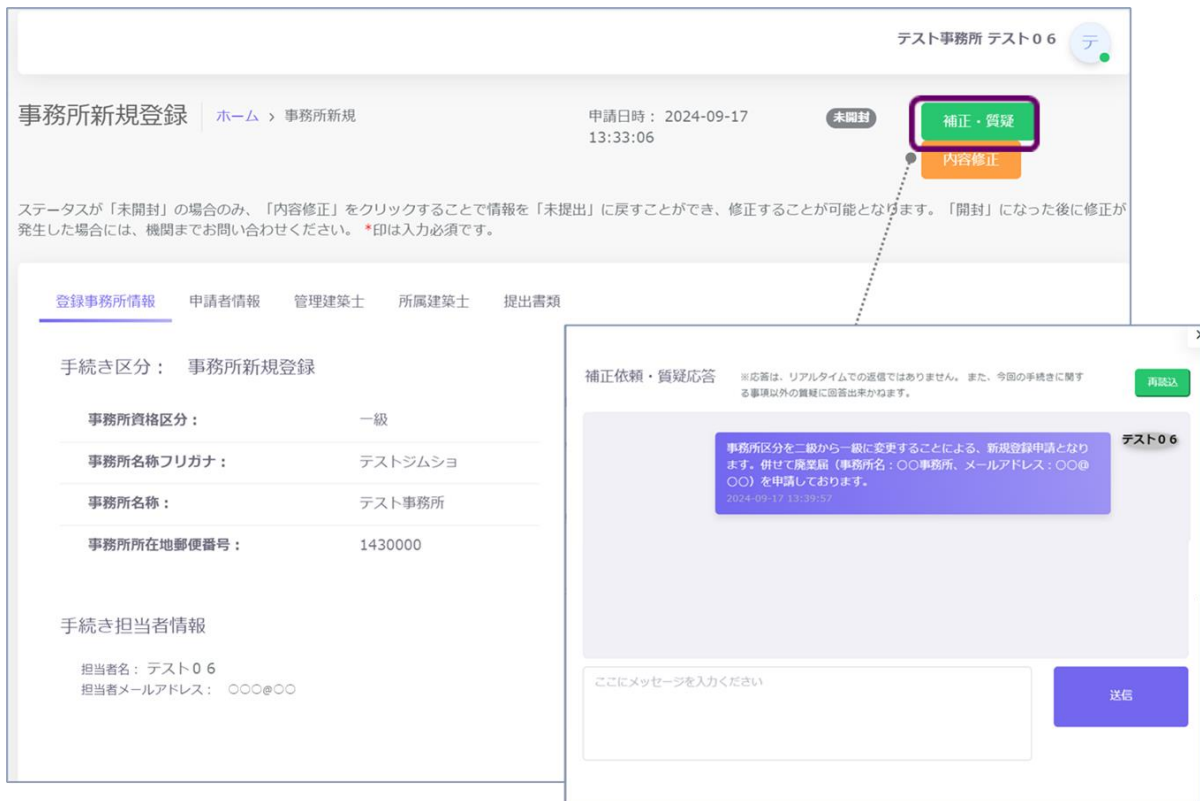 テスト事務所 テスト０６
テ
事務所新規登録
ホーム › 事務所新規
申請日時： 2024-09-17
13:33:06
未開封
補正・質疑
内容修正
ステータスが「未開封」の場合のみ、「内容修正」をクリックすることで情報を「未提出」に戻すことができ、修正することが可能となります。「開封」になった後に修正が
発生した場合には、機関までお問い合わせください。 *印は入力必須です。
登録事務所情報 申請者情報 管理建築士 所属建築士 提出書類
手続き区分： 事務所新規登録
事務所資格区分： 一級
事務所名称フリガナ： テストジムショ
事務所名称： テスト事務所
事務所所在地郵便番号： 1430000
手続き担当者情報
担当者名： テスト０６
担当者メールアドレス： ○○○@○○
補正依頼・質疑応答
※応答は、リアルタイムでの返信ではありません。 また、今回の手続きに関す
る事項以外の質疑に回答出来かねます。
再読込
テスト０６
事務所区分を二級から一級に変更することによる、新規登録申請となり
ます。併せて廃業届（事務所名：○○事務所、メールアドレス：○○@
○○）を申請しております。
2024-09-17 13:39:57
ここにメッセージを入力ください
送信